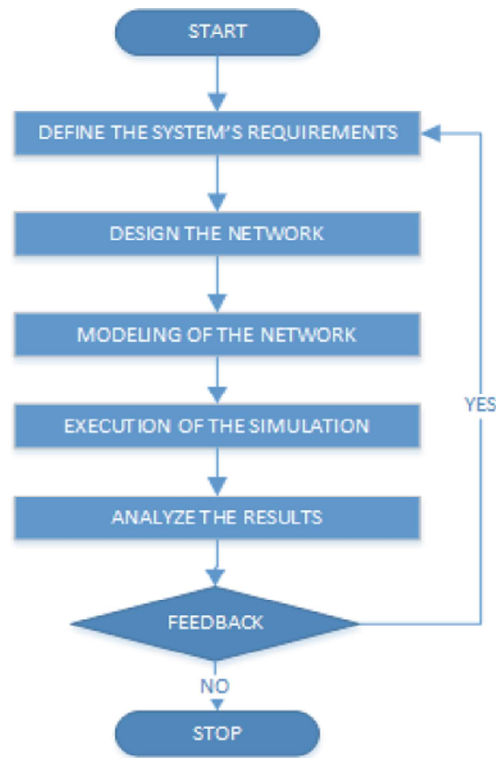 START
DEFINE THE SYSTEM'S REQUIREMENTS
DESIGN THE NETWORK
MODELING OF THE NETWORK
EXECUTION OF THE SIMULATION
YES
ANALYZE THE RESULTS
FEEDBACK
NO
STOP